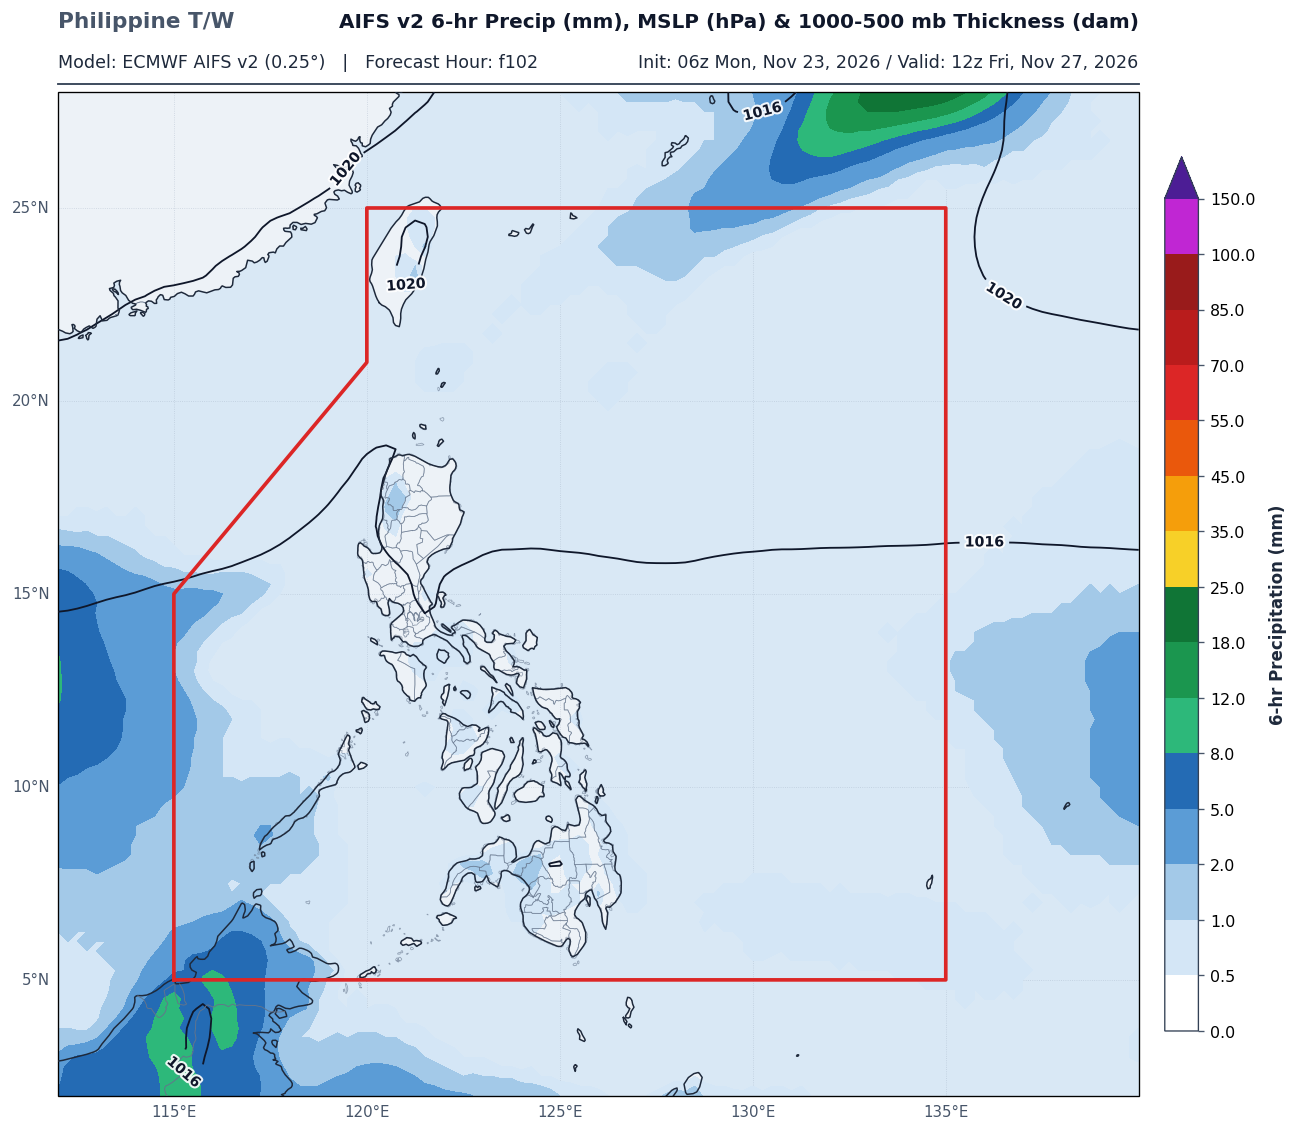 Philippine T/W
AIFS v2 6-hr Precip (mm), MSLP (hPa) & 1000-500 mb Thickness (dam)
Model: ECMWF AIFS v2 (0.25°) | Forecast Hour: f102
Init: 06z Mon, Nov 23, 2026 / Valid: 12z Fri, Nov 27, 2026
1016
1020
1020
1020
1016
1016
25°N
20°N
15°N
10°N
5°N
115°E
120°E
125°E
130°E
135°E
150.0
100.0
85.0
70.0
55.0
45.0
35.0
25.0
18.0
12.0
8.0
5.0
2.0
1.0
0.5
0.0
6-hr Precipitation (mm)